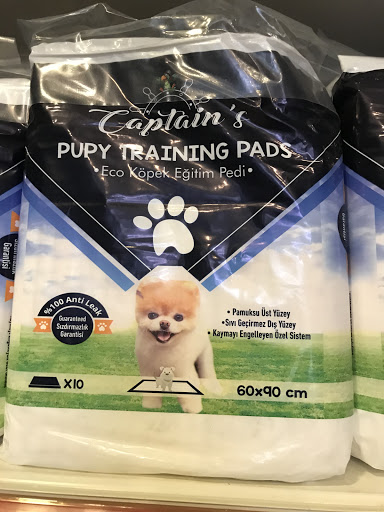 Captain's
PUPY TRAINING PADS
• Eco Köpek Eğitim Pedi •
%100 Anti Leak
Guaranteed
Sızdırmazlık
Garantisi
• Pamuksu Üst Yüzey
• Sıvı Geçirmez Dış Yüzey
• Kaymayı Engelleyen Özel Sistem
X10
60x90 cm
Garantisi